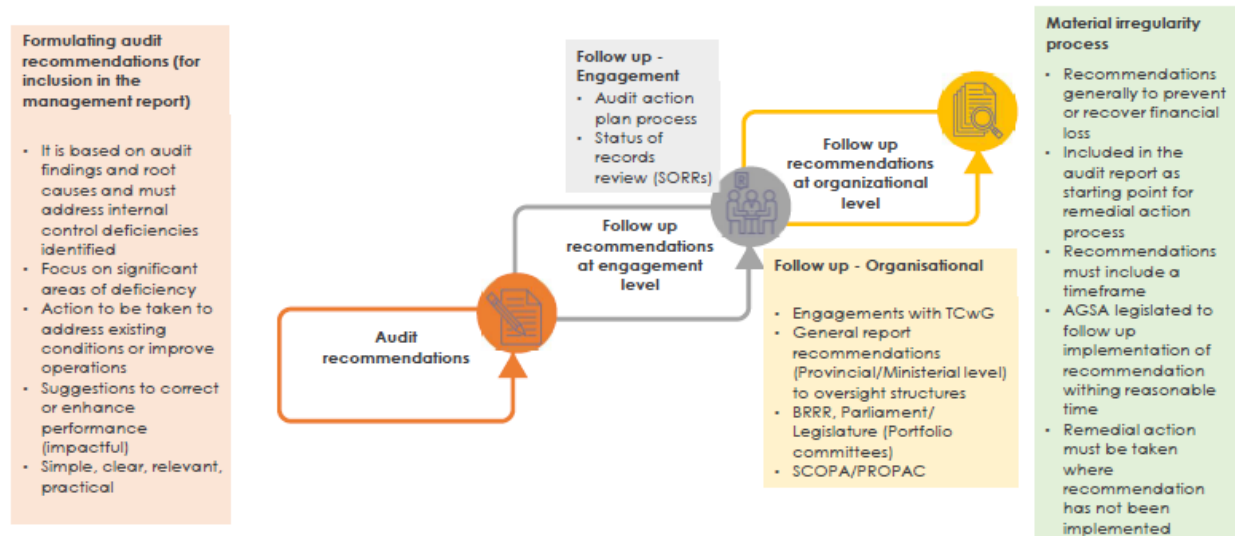 Formulating audit
recommendations (for
inclusion in the
management report)
• It is based on audit
findings and root
causes and must
address internal
control deficiencies
identified
• Focus on significant
areas of deficiency
• Action to be taken to
address existing
conditions or improve
operations
• Suggestions to correct
or enhance
performance
(impactful)
• Simple, clear, relevant,
practical
Audit
recommendations
Follow up -
Engagement
• Audit action
plan process
• Status of
records
review (SORRs)
Follow up
recommendations
at engagement
level
Follow up
recommendations
at organizational
level
Follow up - Organisational
• Engagements with TCwG
• General report
recommendations
(Provincial/Ministerial level)
to oversight structures
• BRRR, Parliament/
Legislature (Portfolio
committees)
• SCOPA/PROPAC
Material irregularity
process
• Recommendations
generally to prevent
or recover financial
loss
• Included in the
audit report as
starting point for
remedial action
process
• Recommendations
must include a
timeframe
• AGSA legislated to
follow up
implementation of
recommendation
withing reasonable
time
• Remedial action
must be taken
where
recommendation
has not been
implemented